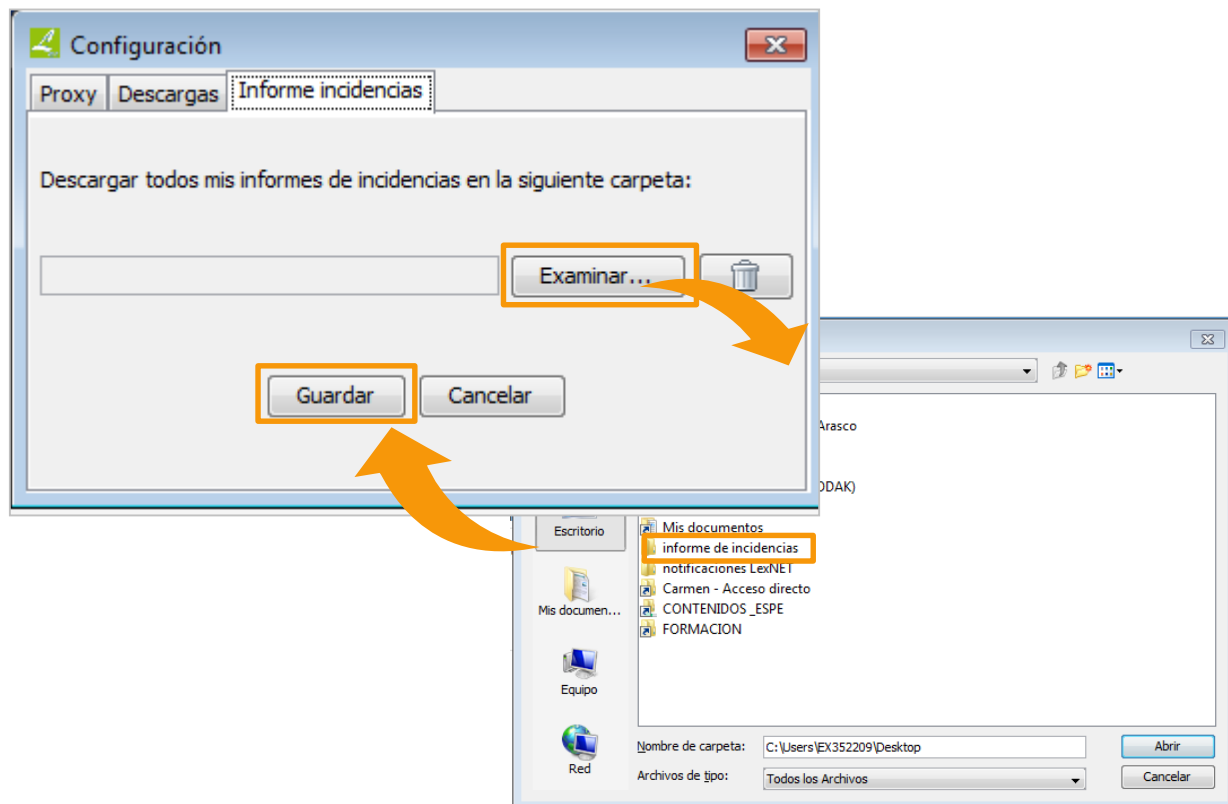 Configuración
Proxy Descargas Informe incidencias
Descargar todos mis informes de incidencias en la siguiente carpeta:
Examinar...
Guardar Cancelar
Arasco
Mis documentos
informe de incidencias
notificaciones LexNET
Carmen - Acceso directo
CONTENIDOS _ESPE
FORMACION
Escritorio
Mis documen...
Equipo
Red
Nombre de carpeta: C:\Users\EX352209\Desktop Abrir
Archivos de tipo: Todos los Archivos Cancelar